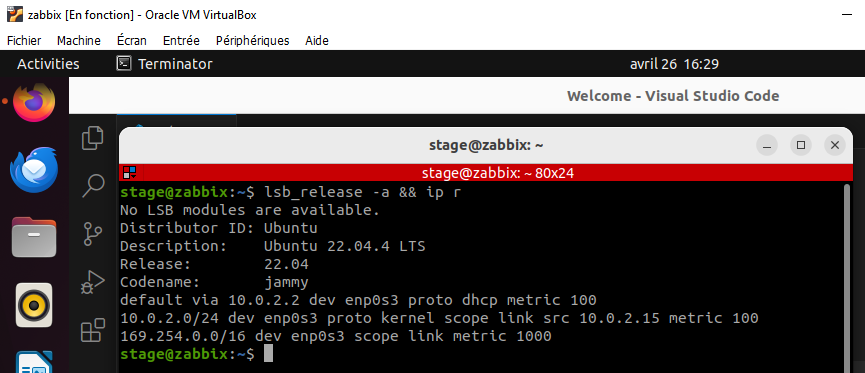 zabbix [En fonction] - Oracle VM VirtualBox
Fichier Machine Écran Entrée Périphériques Aide
Activities Terminator avril 26 16:29
Welcome - Visual Studio Code
stage@zabbix: ~
stage@zabbix: ~ 80x24
stage@zabbix:~$ lsb_release -a && ip r
No LSB modules are available.
Distributor ID: Ubuntu
Description: Ubuntu 22.04.4 LTS
Release: 22.04
Codename: jammy
default via 10.0.2.2 dev enp0s3 proto dhcp metric 100
10.0.2.0/24 dev enp0s3 proto kernel scope link src 10.0.2.15 metric 100
169.254.0.0/16 dev enp0s3 scope link metric 1000
stage@zabbix:~$